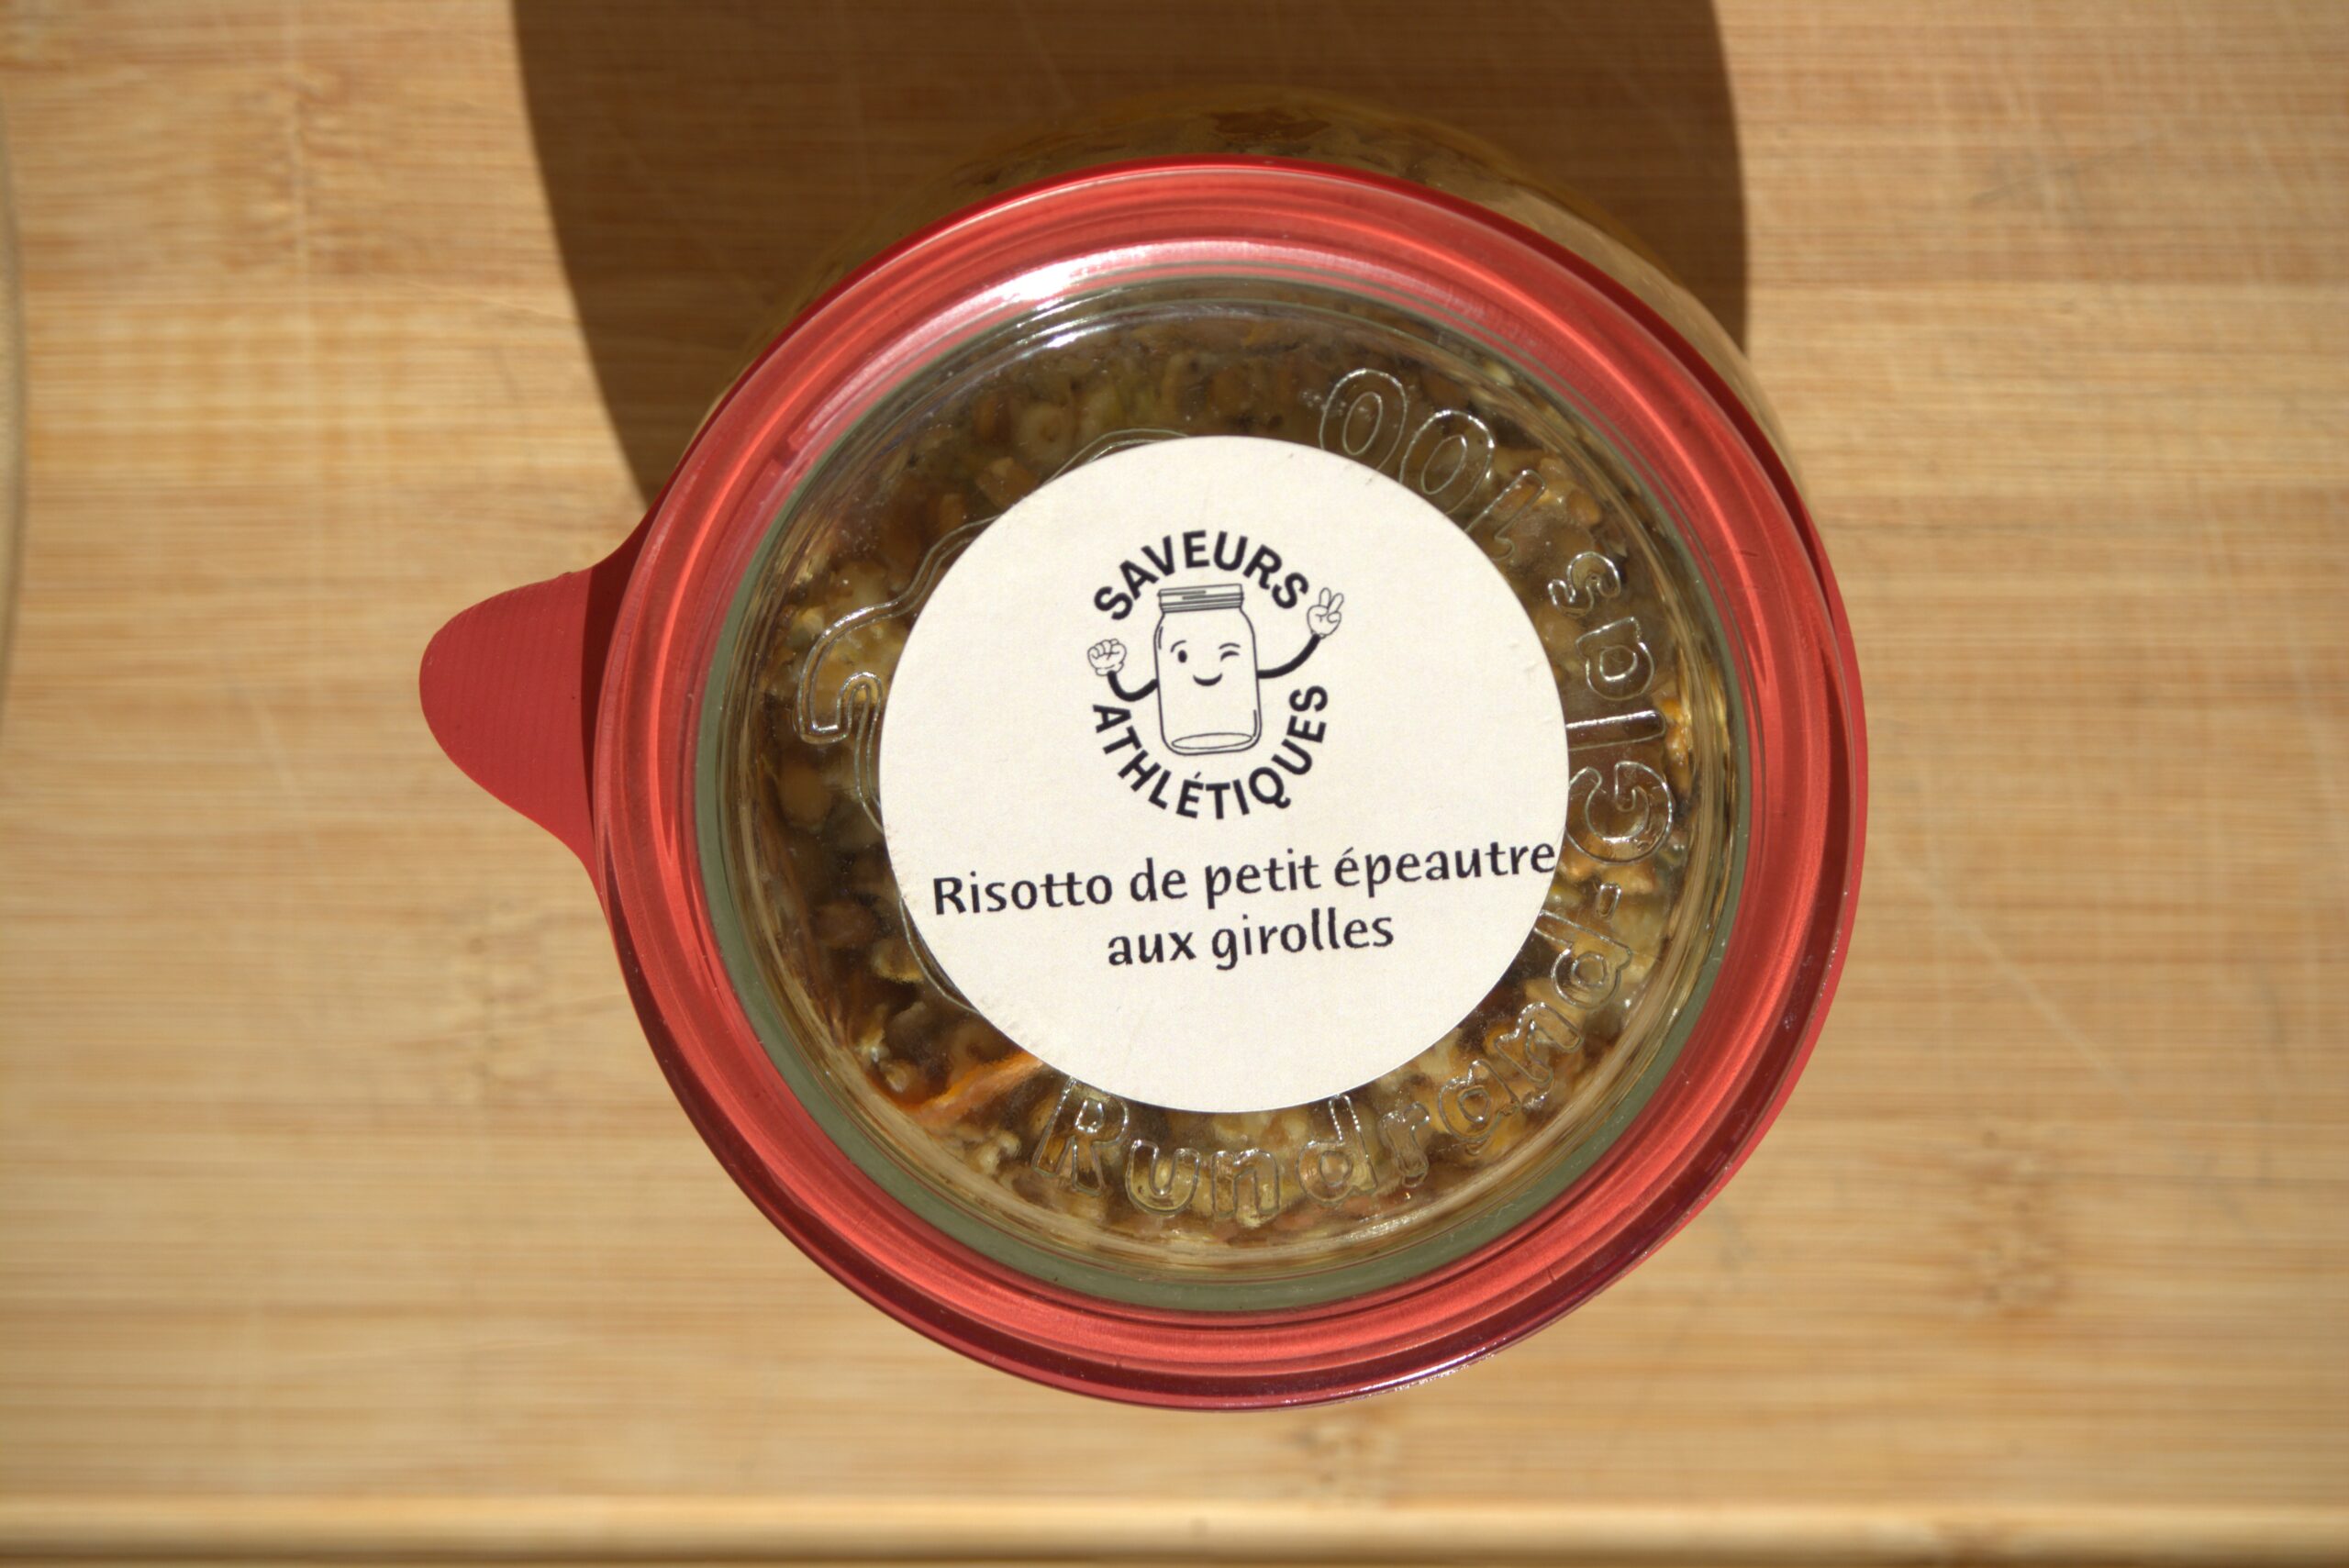 SAVEURS
ATHLÉTIQUES
Risotto de petit épeautre
aux girolles
Rundrand-Glas 100